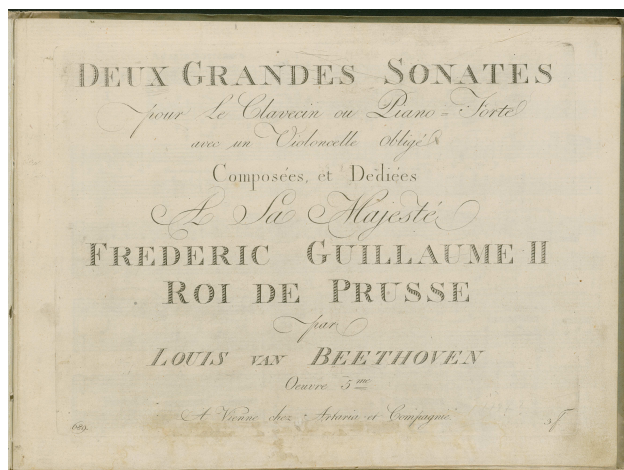 DEUX GRANDES SONATES
pour Le Clavecin ou Piano=Forte
avec un Violoncelle obligé
Composées, et Dediées
A Sa Majesté
FREDERIC GUILLAUME II
ROI DE PRUSSE
par
LOUIS VAN BEETHOVEN
Oeuvre 5me
A Vienne chez Artaria et Compagnie
689.